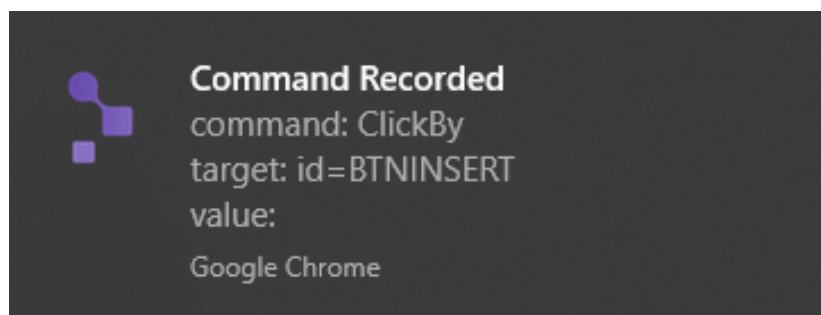 Command Recorded
command: ClickBy
target: id=BTNINSERT
value:
Google Chrome